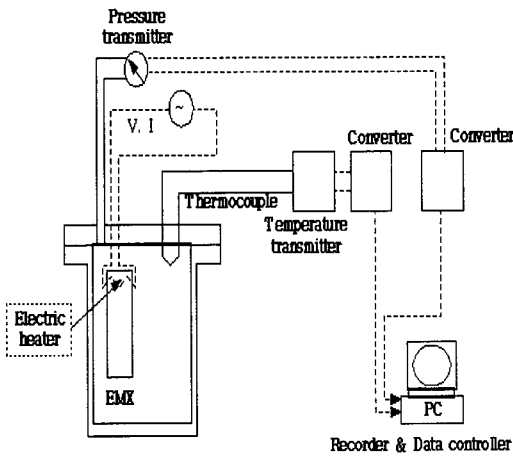 Pressure
transmitter
V. I
~
Converter
Converter
Thermocouple
Temperature
transmitter
Electric
heater
EMX
PC
Recorder & Data controller